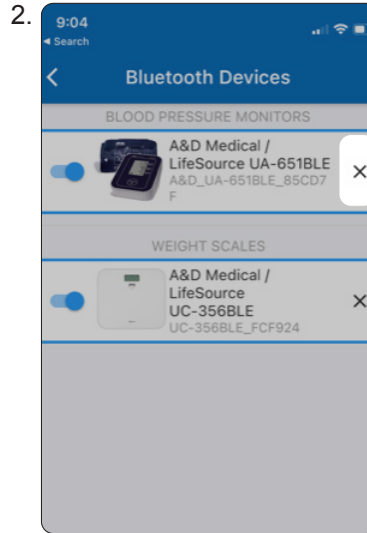 2.
9:04
◀ Search
Bluetooth Devices
BLOOD PRESSURE MONITORS
A&D Medical /
LifeSource UA-651BLE
A&D_UA-651BLE_85CD7
F
WEIGHT SCALES
A&D Medical /
LifeSource
UC-356BLE
UC-356BLE_FCF924